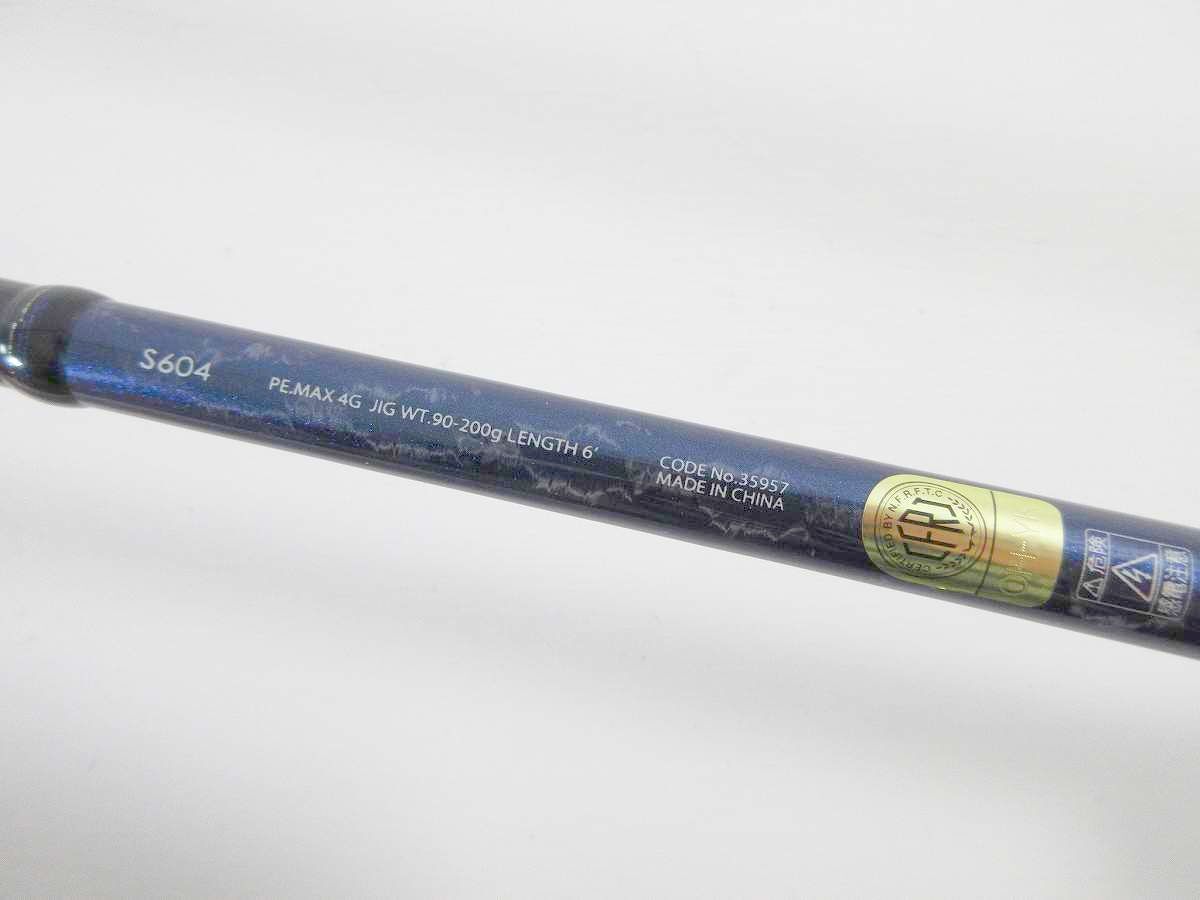 S604
PE.MAX 4G JIG WT.90-200g LENGTH 6'
CODE No.35957
MADE IN CHINA
CERTIFIED BY N.F.R.F.T.C
CFRJ
⚠危険
感電注意